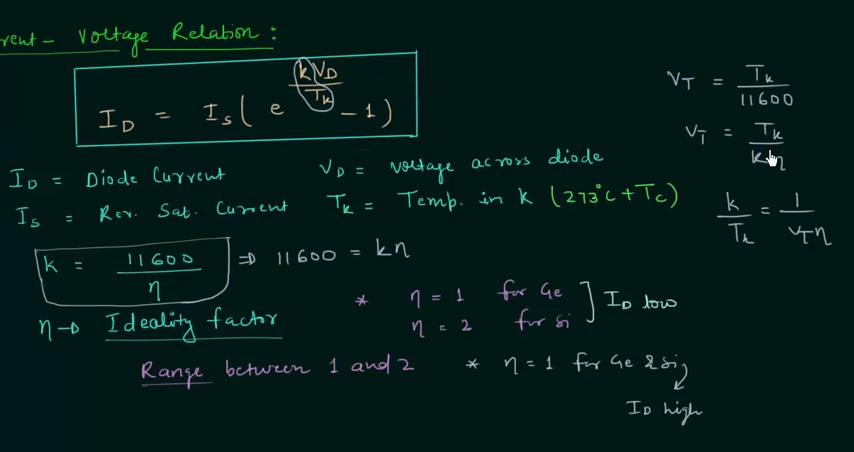 rrent - Voltage Relation :
I_D = I_s ( e^(kV_D / T_k) - 1 )
V_T = T_k / 11600
V_T = T_k / kη
k / T_k = 1 / V_T η
I_D = Diode Current
V_D = voltage across diode
I_s = Rev. Sat. Current
T_k = Temp. in k (273°C + T_C)
k = 11600 / η ⇒ 11600 = kη
η → Ideality factor
* η = 1 for Ge
η = 2 for Si
] I_D low
Range between 1 and 2
* η = 1 for Ge & Si
I_D high